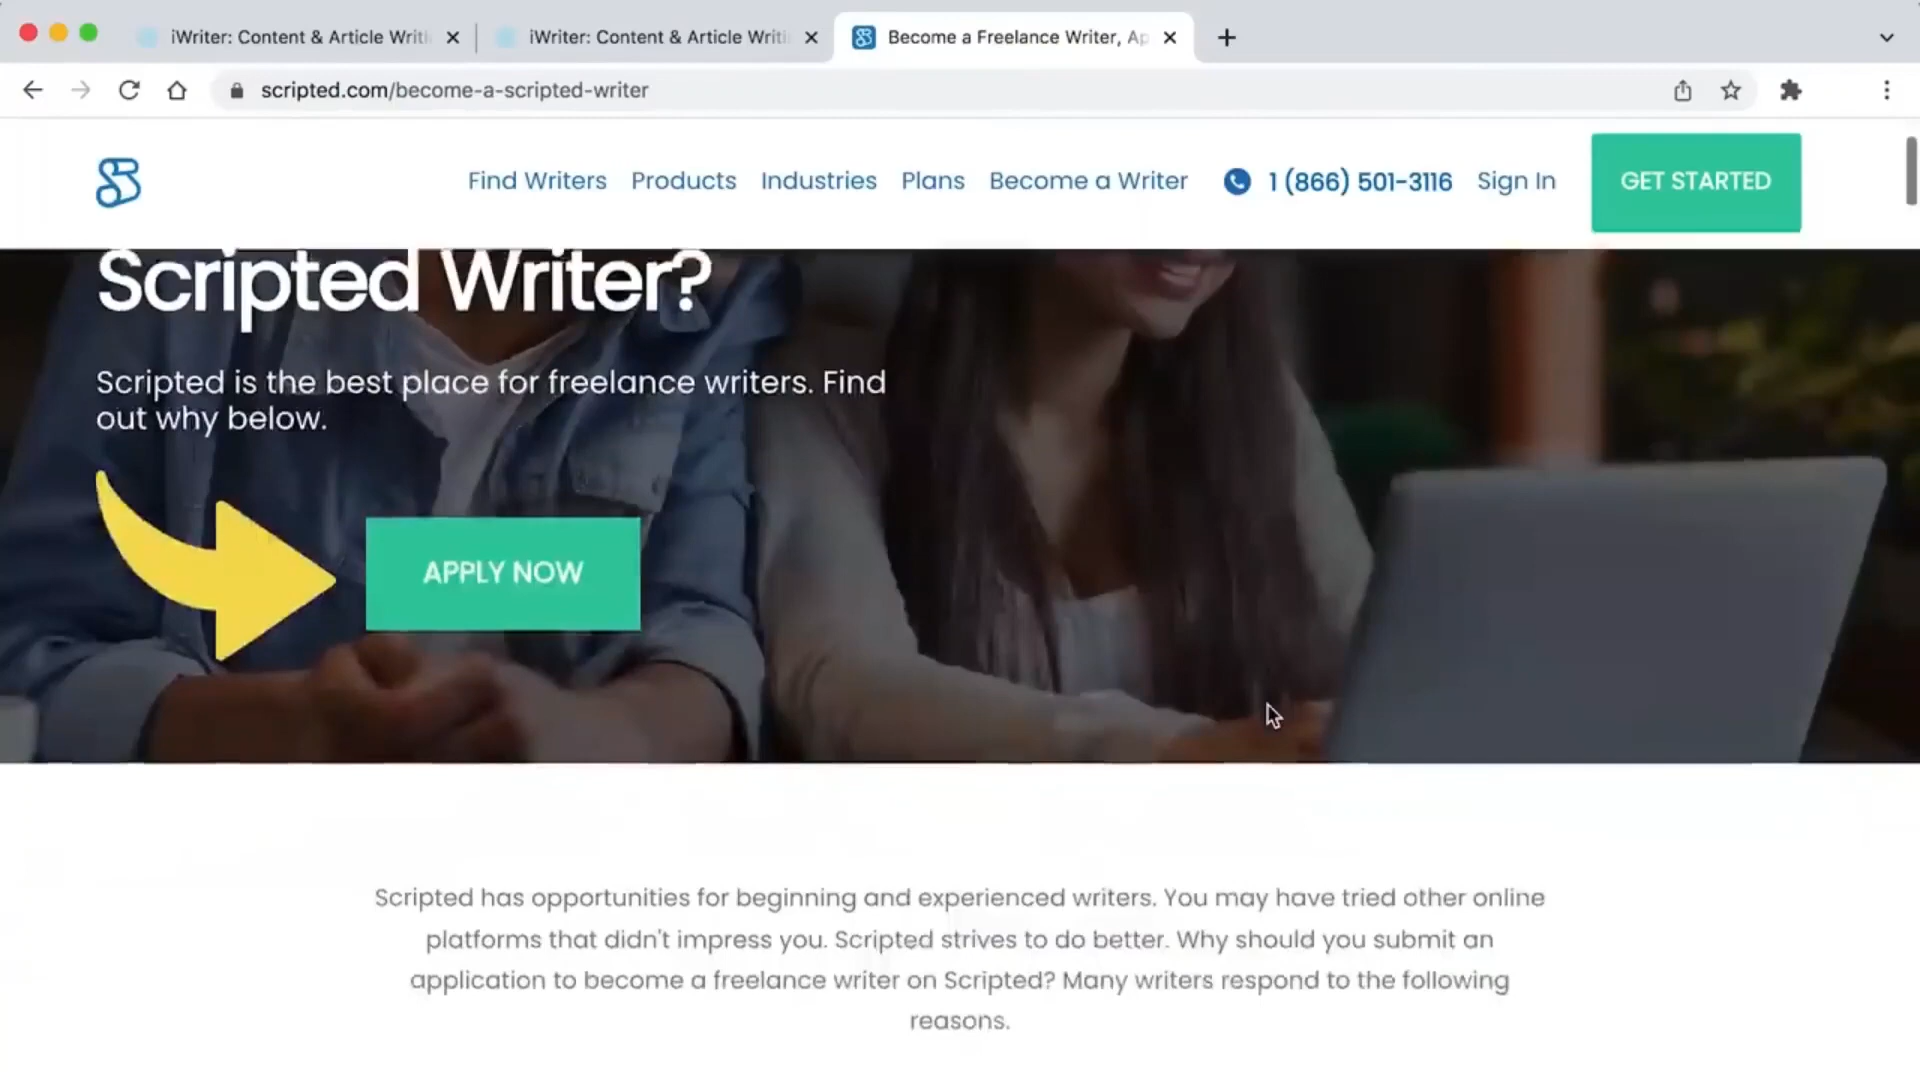 iWriter: Content & Article Writi
iWriter: Content & Article Writi
Become a Freelance Writer, Ap
scripted.com/become-a-scripted-writer
Find Writers
Products
Industries
Plans
Become a Writer
1 (866) 501-3116
Sign In
GET STARTED
Scripted Writer?
Scripted is the best place for freelance writers. Find
out why below.
APPLY NOW
Scripted has opportunities for beginning and experienced writers. You may have tried other online
platforms that didn't impress you. Scripted strives to do better. Why should you submit an
application to become a freelance writer on Scripted? Many writers respond to the following
reasons.